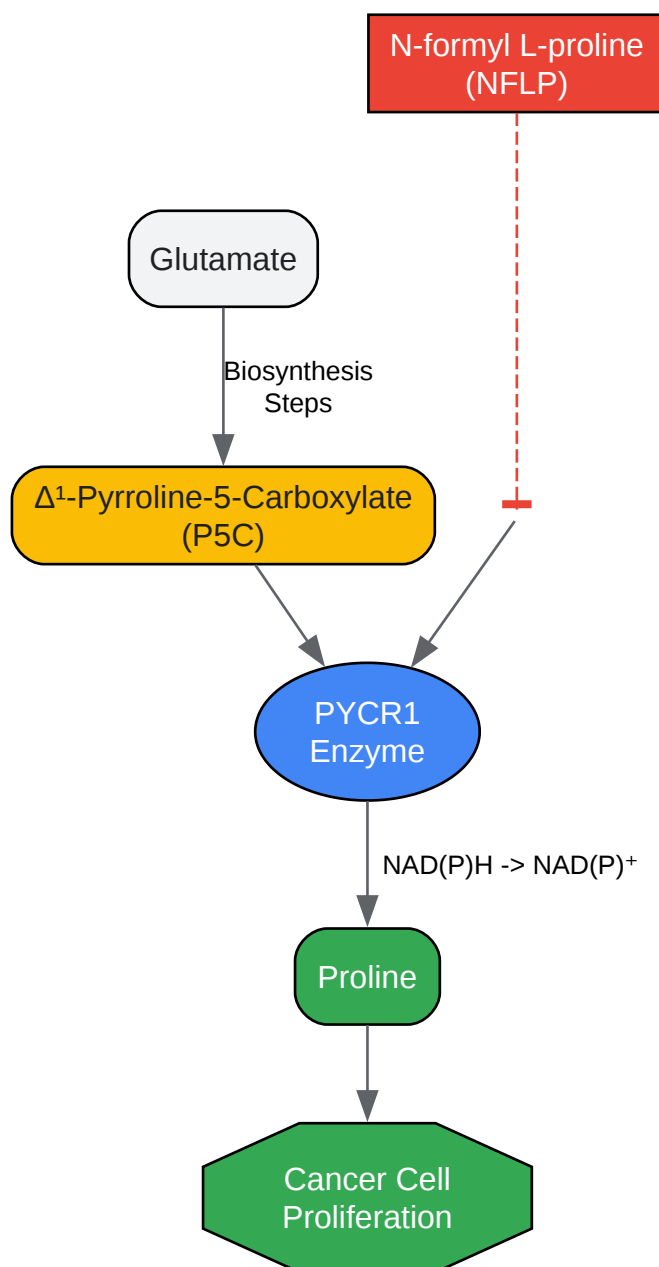 N-formyl L-proline
(NFLP)
Glutamate
Biosynthesis
Steps
Δ¹-Pyrroline-5-Carboxylate
(P5C)
PYCR1
Enzyme
NAD(P)H -> NAD(P)⁺
Proline
Cancer Cell
Proliferation